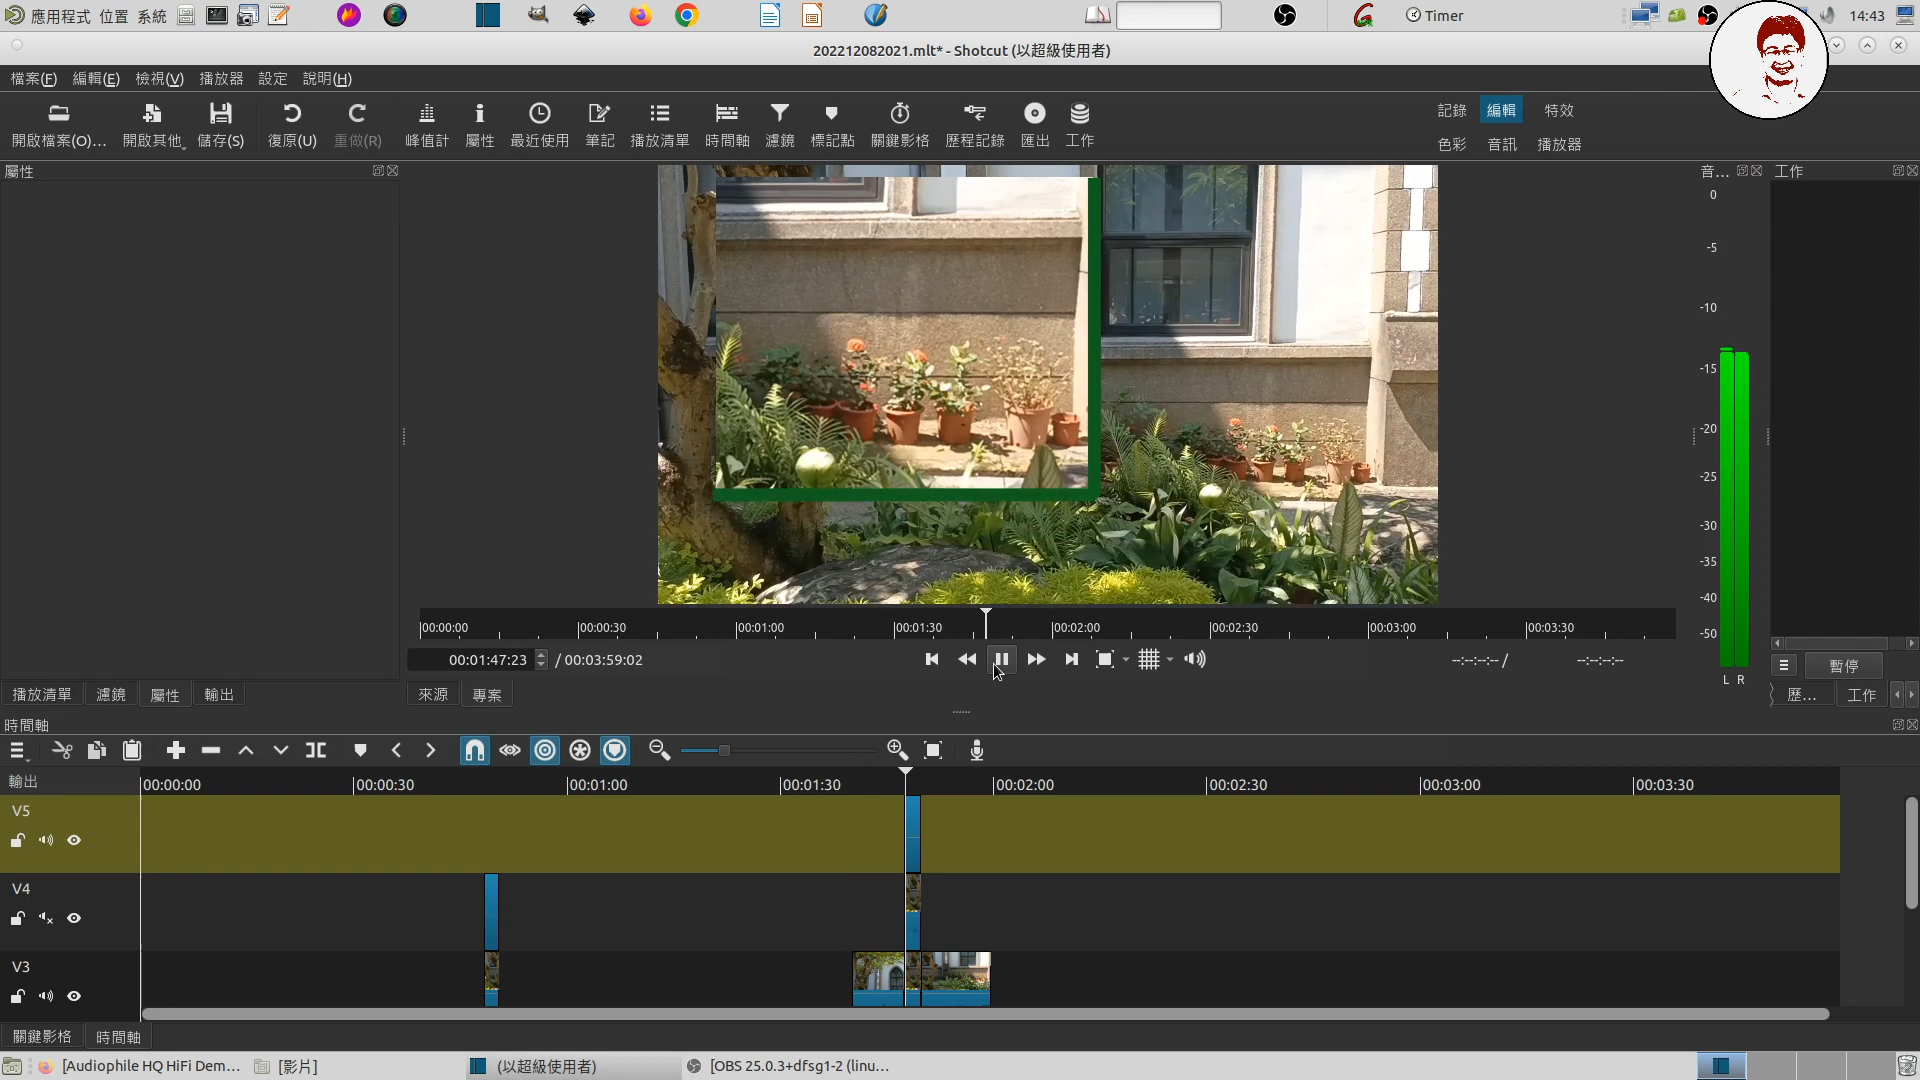 應用程式 位置 系統
Timer
14:43
202212082021.mlt* - Shotcut (以超級使用者)
檔案(F) 編輯(E) 檢視(V) 播放器 設定 說明(H)
開啟檔案(O)... 開啟其他. 儲存(S) 復原(U) 重做(R) 峰值計 屬性 最近使用 筆記 播放清單 時間軸 濾鏡 標記點 關鍵影格 歷程記錄 匯出 工作
記錄 編輯 特效
色彩 音訊 播放器
屬性
音... 工作
0
-5
-10
-15
-20
-25
-30
-35
-40
-50
L R
00:00:00 00:00:30 00:01:00 00:01:30 00:02:00 00:02:30 00:03:00 00:03:30
00:01:47:23 / 00:03:59:02
--:--:--:-- / --:--:--:--
暫停
播放清單 濾鏡 屬性 輸出 來源 專案
歷... 工作
時間軸
輸出 00:00:00 00:00:30 00:01:00 00:01:30 00:02:00 00:02:30 00:03:00 00:03:30
V5
V4
V3
關鍵影格 時間軸
[Audiophile HQ HiFi Dem... [影片] (以超級使用者) [OBS 25.0.3+dfsg1-2 (linu...